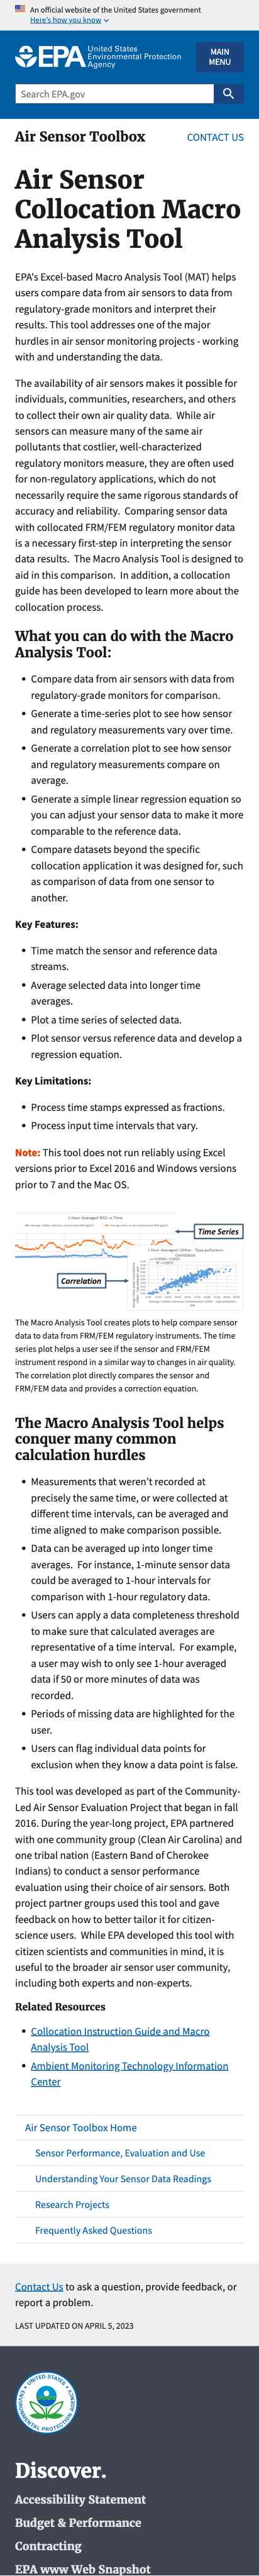 An official website of the United States government
Here's how you know
EPA
United States
Environmental Protection
Agency
MAIN
MENU
Search EPA.gov
Air Sensor Toolbox
CONTACT US
Air Sensor
Collocation Macro
Analysis Tool
EPA's Excel-based Macro Analysis Tool (MAT) helps
users compare data from air sensors to data from
regulatory-grade monitors and interpret their
results. This tool addresses one of the major
hurdles in air sensor monitoring projects - working
with and understanding the data.
The availability of air sensors makes it possible for
individuals, communities, researchers, and others
to collect their own air quality data.  While air
sensors can measure many of the same air
pollutants that costlier, well-characterized
regulatory monitors measure, they are often used
for non-regulatory applications, which do not
necessarily require the same rigorous standards of
accuracy and reliability.  Comparing sensor data
with collocated FRM/FEM regulatory monitor data
is a necessary first-step in interpreting the sensor
data results.  The Macro Analysis Tool is designed to
aid in this comparison.  In addition, a collocation
guide has been developed to learn more about the
collocation process.
What you can do with the Macro
Analysis Tool:
Compare data from air sensors with data from
regulatory-grade monitors for comparison.
Generate a time-series plot to see how sensor
and regulatory measurements vary over time.
Generate a correlation plot to see how sensor
and regulatory measurements compare on
average.
Generate a simple linear regression equation so
you can adjust your sensor data to make it more
comparable to the reference data.
Compare datasets beyond the specific
collocation application it was designed for, such
as comparison of data from one sensor to
another.
Key Features:
Time match the sensor and reference data
streams.
Average selected data into longer time
averages.
Plot a time series of selected data.
Plot sensor versus reference data and develop a
regression equation.
Key Limitations:
Process time stamps expressed as fractions.
Process input time intervals that vary.
Note: This tool does not run reliably using Excel
versions prior to Excel 2016 and Windows versions
prior to 7 and the Mac OS.
Time Series
Correlation
The Macro Analysis Tool creates plots to help compare sensor
data to data from FRM/FEM regulatory instruments. The time
series plot helps a user see if the sensor and FRM/FEM
instrument respond in a similar way to changes in air quality.
The correlation plot directly compares the sensor and
FRM/FEM data and provides a correction equation.
The Macro Analysis Tool helps
conquer many common
calculation hurdles
Measurements that weren't recorded at
precisely the same time, or were collected at
different time intervals, can be averaged and
time aligned to make comparison possible.
Data can be averaged up into longer time
averages.  For instance, 1-minute sensor data
could be averaged to 1-hour intervals for
comparison with 1-hour regulatory data.
Users can apply a data completeness threshold
to make sure that calculated averages are
representative of a time interval.  For example,
a user may wish to only see 1-hour averaged
data if 50 or more minutes of data was
recorded.
Periods of missing data are highlighted for the
user.
Users can flag individual data points for
exclusion when they know a data point is false.
This tool was developed as part of the Community-
Led Air Sensor Evaluation Project that began in fall
2016. During the year-long project, EPA partnered
with one community group (Clean Air Carolina) and
one tribal nation (Eastern Band of Cherokee
Indians) to conduct a sensor performance
evaluation using their choice of air sensors. Both
project partner groups used this tool and gave
feedback on how to better tailor it for citizen-
science users.  While EPA developed this tool with
citizen scientists and communities in mind, it is
useful to the broader air sensor user community,
including both experts and non-experts.
Related Resources
Collocation Instruction Guide and Macro
Analysis Tool
Ambient Monitoring Technology Information
Center
Air Sensor Toolbox Home
Sensor Performance, Evaluation and Use
Understanding Your Sensor Data Readings
Research Projects
Frequently Asked Questions
Contact Us to ask a question, provide feedback, or
report a problem.
LAST UPDATED ON APRIL 5, 2023
UNITED STATES
ENVIRONMENTAL PROTECTION AGENCY
Discover.
Accessibility Statement
Budget & Performance
Contracting
EPA www Web Snapshot